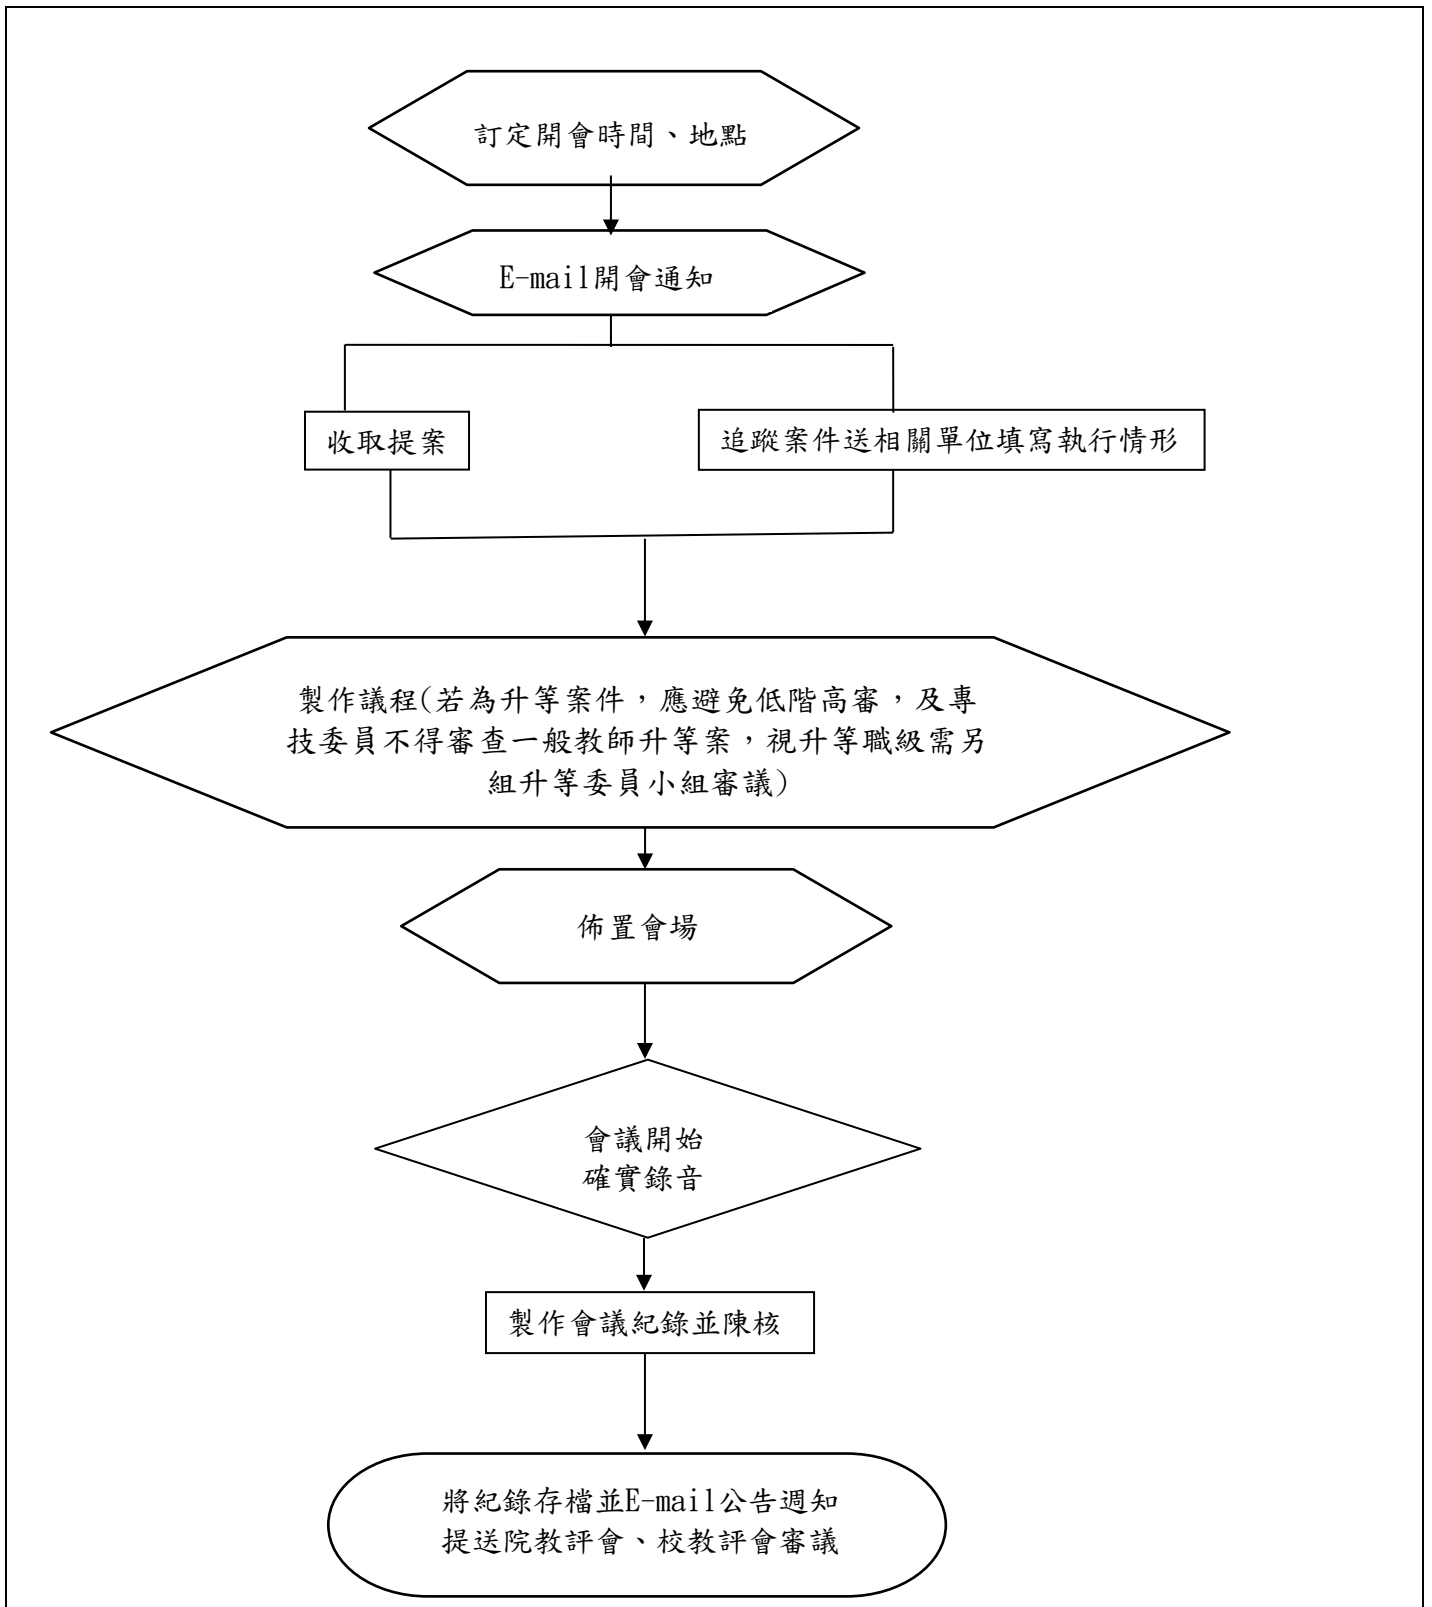 訂定開會時間、地點
E-mail開會通知
收取提案
追蹤案件送相關單位填寫執行情形
製作議程(若為升等案件，應避免低階高審，及專
技委員不得審查一般教師升等案，視升等職級需另
組升等委員小組審議)
佈置會場
會議開始
確實錄音
製作會議紀錄並陳核
將紀錄存檔並E-mail公告週知
提送院教評會、校教評會審議